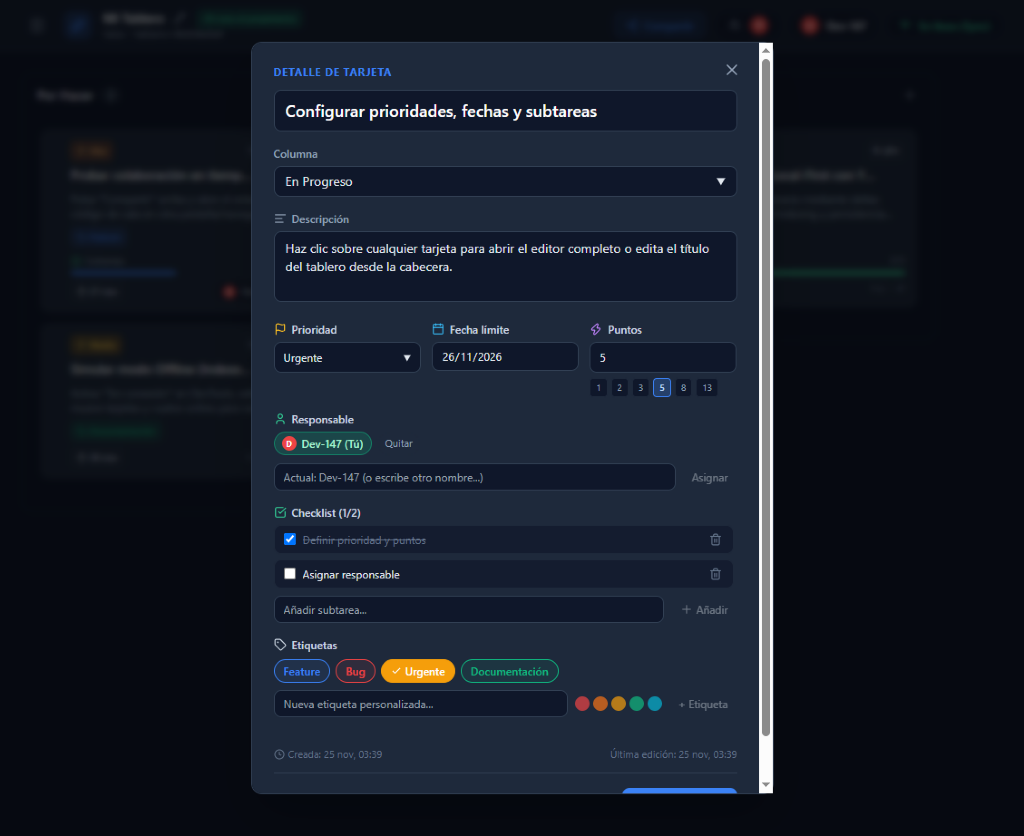 Mi Tablero
DETALLE DE TARJETA
Configurar prioridades, fechas y subtareas
Columna
En Progreso
Descripción
Haz clic sobre cualquier tarjeta para abrir el editor completo o edita el título
del tablero desde la cabecera.
Prioridad Fecha límite Puntos
Urgente 26/11/2026 5
1 2 3 5 8 13
Responsable
D Dev-147 (Tú) Quitar
Actual: Dev-147 (o escribe otro nombre...) Asignar
Checklist (1/2)
Definir prioridad y puntos
Asignar responsable
Añadir subtarea... + Añadir
Etiquetas
Feature Bug ✓ Urgente Documentación
Nueva etiqueta personalizada... + Etiqueta
Creada: 25 nov, 03:39 Última edición: 25 nov, 03:39